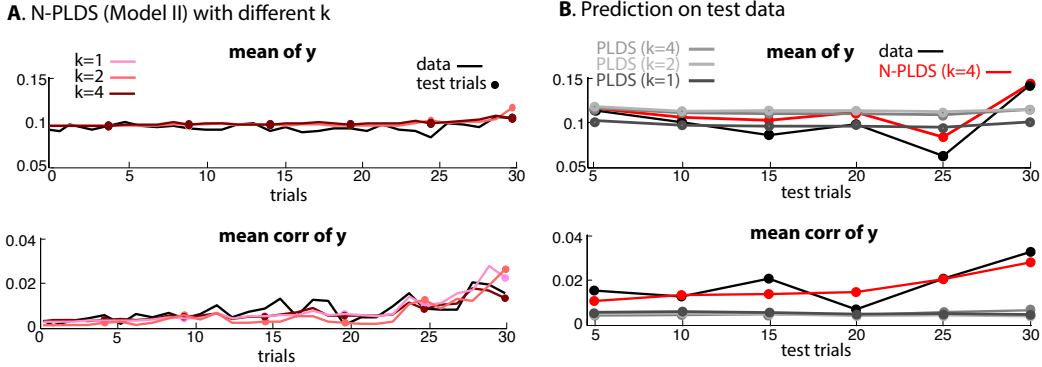 A. N-PLDS (Model II) with different k
mean of y
k=1
k=2
k=4
data
test trials
0.15
0.1
0.05
0 5 10 15 20 25 30
trials
mean corr of y
0.04
0.02
0
0 5 10 15 20 25 30
trials
B. Prediction on test data
mean of y
PLDS (k=4)
PLDS (k=2)
PLDS (k=1)
data
N-PLDS (k=4)
0.15
0.1
0.05
5 10 15 20 25 30
test trials
mean corr of y
0.04
0.02
0
5 10 15 20 25 30
test trials